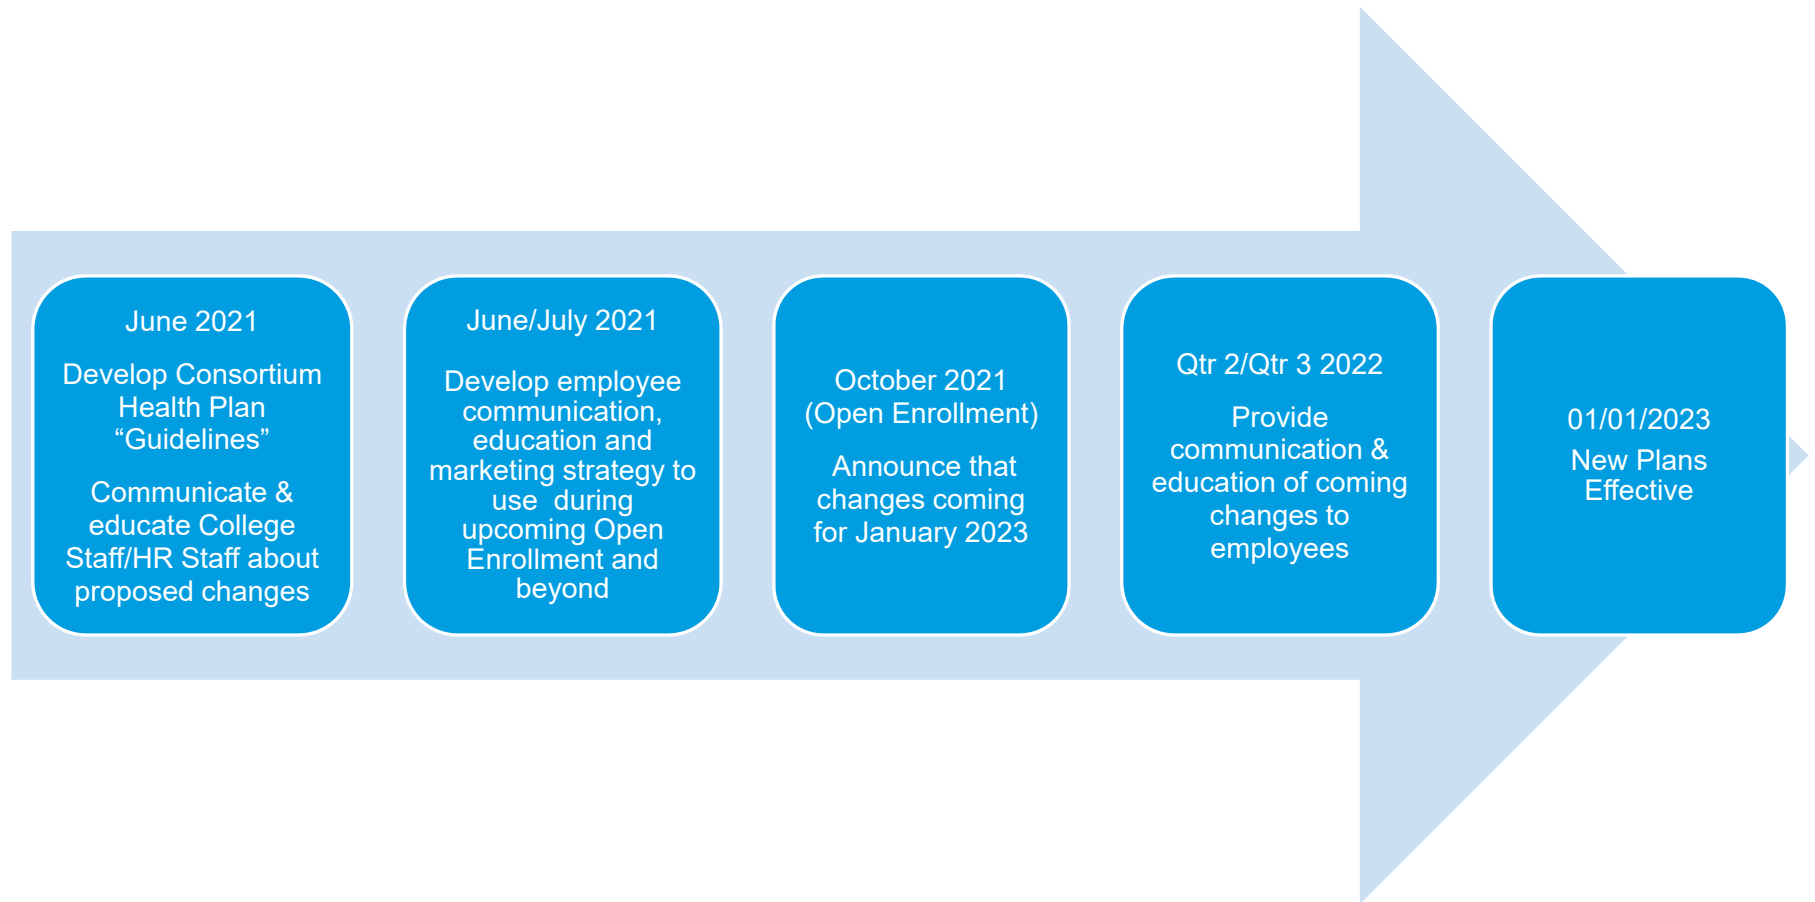 June 2021
Develop Consortium
Health Plan
“Guidelines”
Communicate &
educate College
Staff/HR Staff about
proposed changes
June/July 2021
Develop employee
communication,
education and
marketing strategy to
use  during
upcoming Open
Enrollment and
beyond
October 2021
(Open Enrollment)
Announce that
changes coming
for January 2023
Qtr 2/Qtr 3 2022
Provide
communication &
education of coming
changes to
employees
01/01/2023
New Plans
Effective